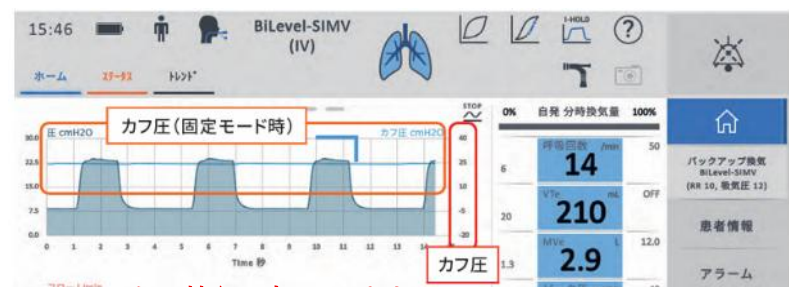 15:46
BiLevel-SIMV
(IV)
1-HOLD
?
ホーム
ステータス
トレンド
STOP
カフ圧(固定モード時)
圧 cmH2O
カフ圧 cmH2O
30.0
22.5
15.0
7.5
0.0
40
25
10
-5
-20
0 1 2 3 4 5 6 7 8 9 10 11 12 13 14
Time 秒
カフ圧
0% 自発 分時換気量 100%
呼吸回数 /min 50
6 14
VTe mL OFF
20 210
MVe L 12.0
1.3 2.9
バックアップ換気
BiLevel-SIMV
(RR 10, 吸気圧 12)
患者情報
アラーム